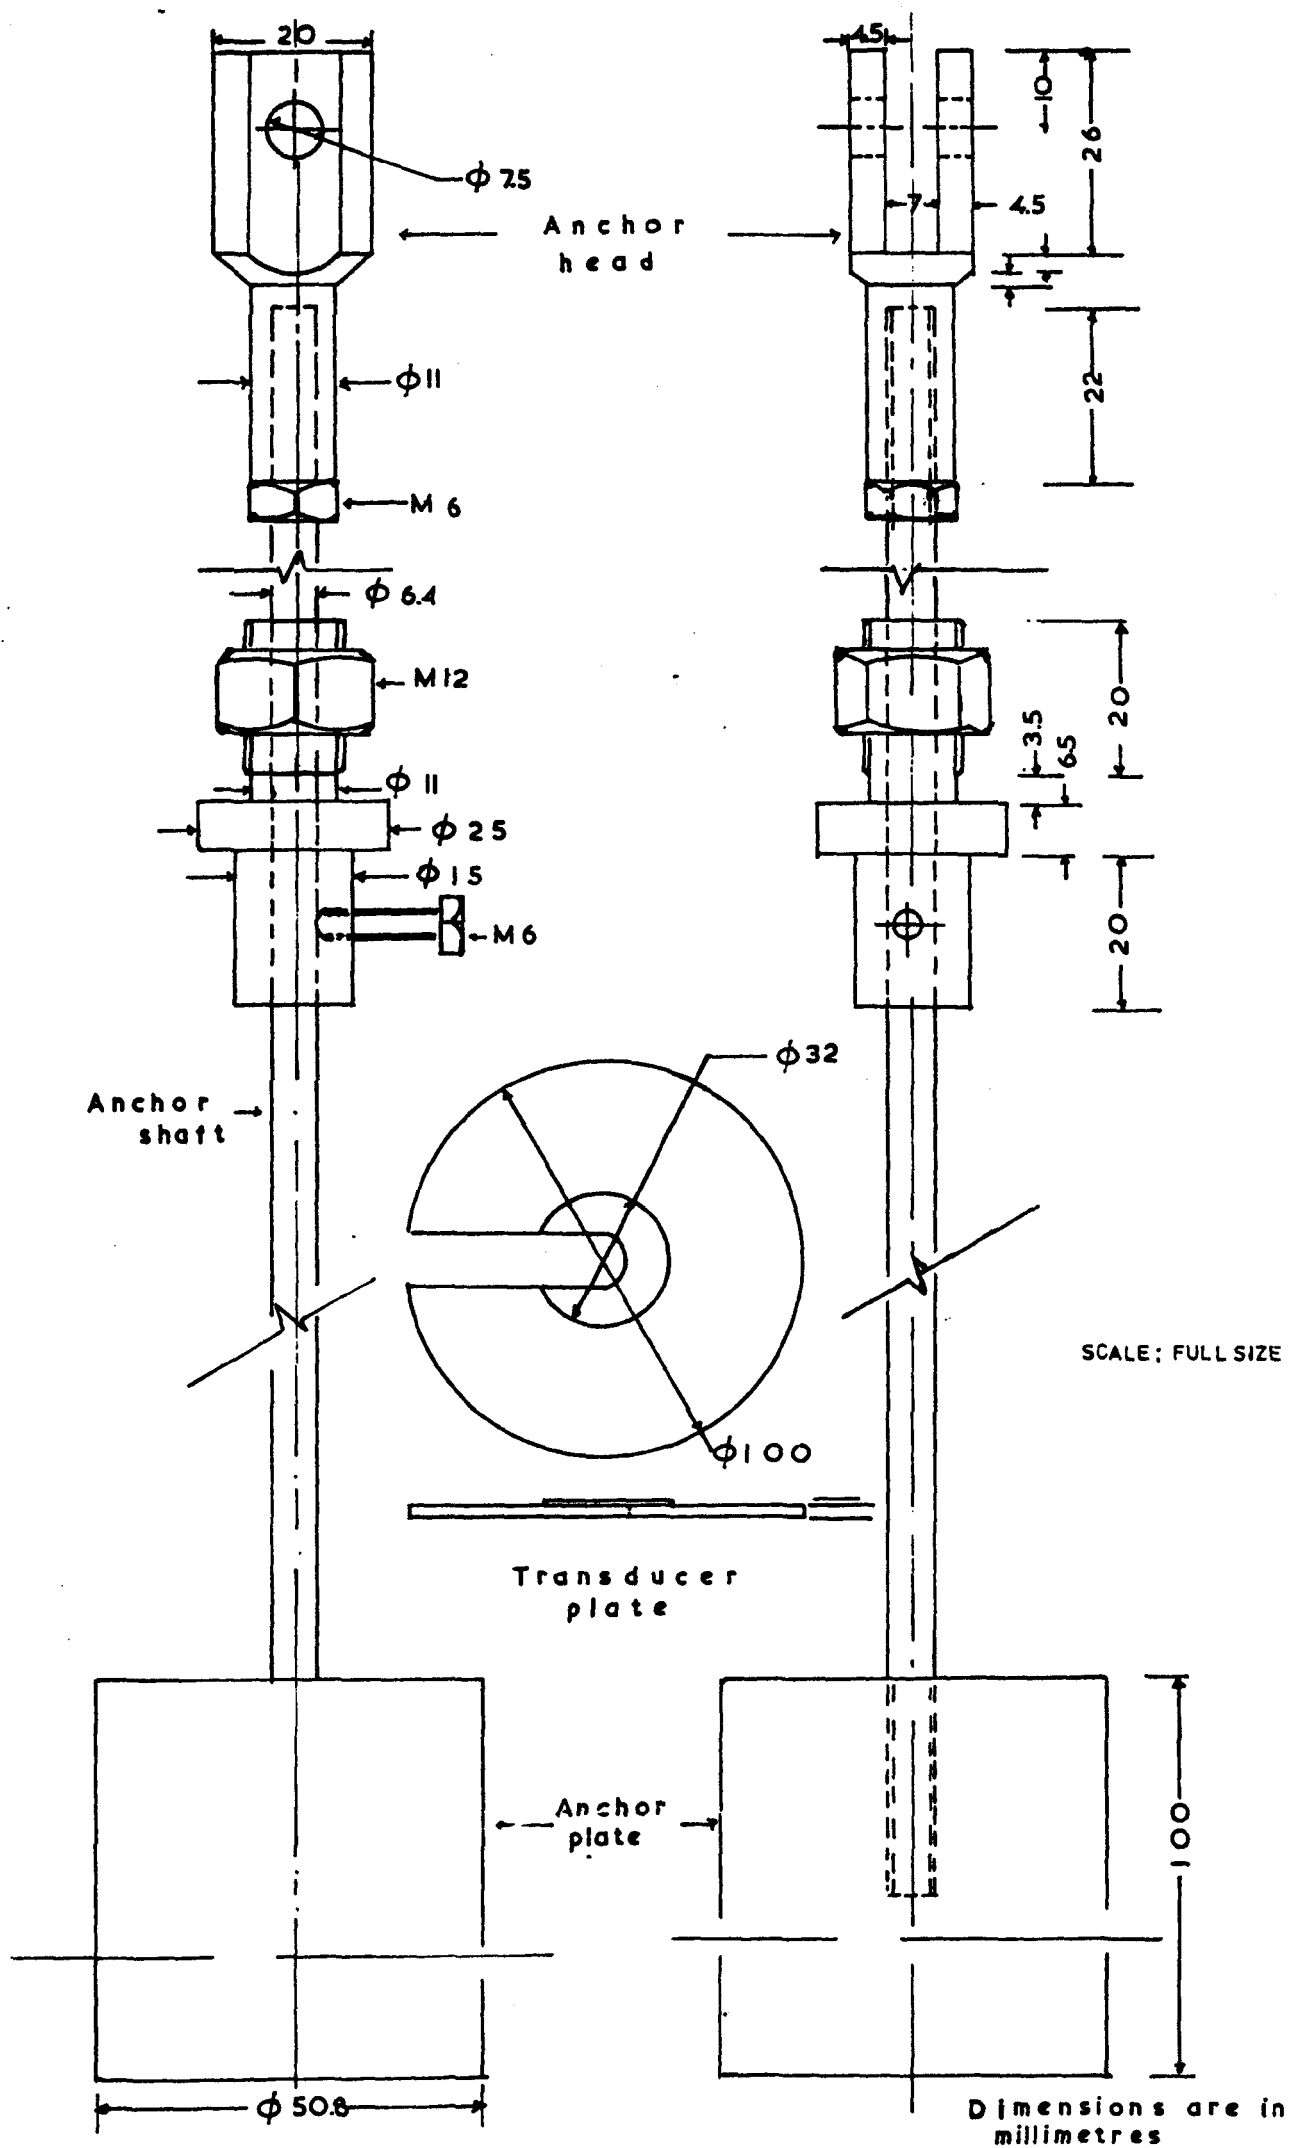 20
45
10
26
ϕ 7.5
7
4.5
Anchor
head
4
22
ϕ 11
M 6
ϕ 6.4
M12
20
3.5
6.5
ϕ 11
ϕ 25
ϕ 15
M 6
20
ϕ 32
Anchor
shaft
SCALE; FULL SIZE
ϕ 100
Transducer
plate
Anchor
plate
100
ϕ 50.8
Dimensions are in
millimetres